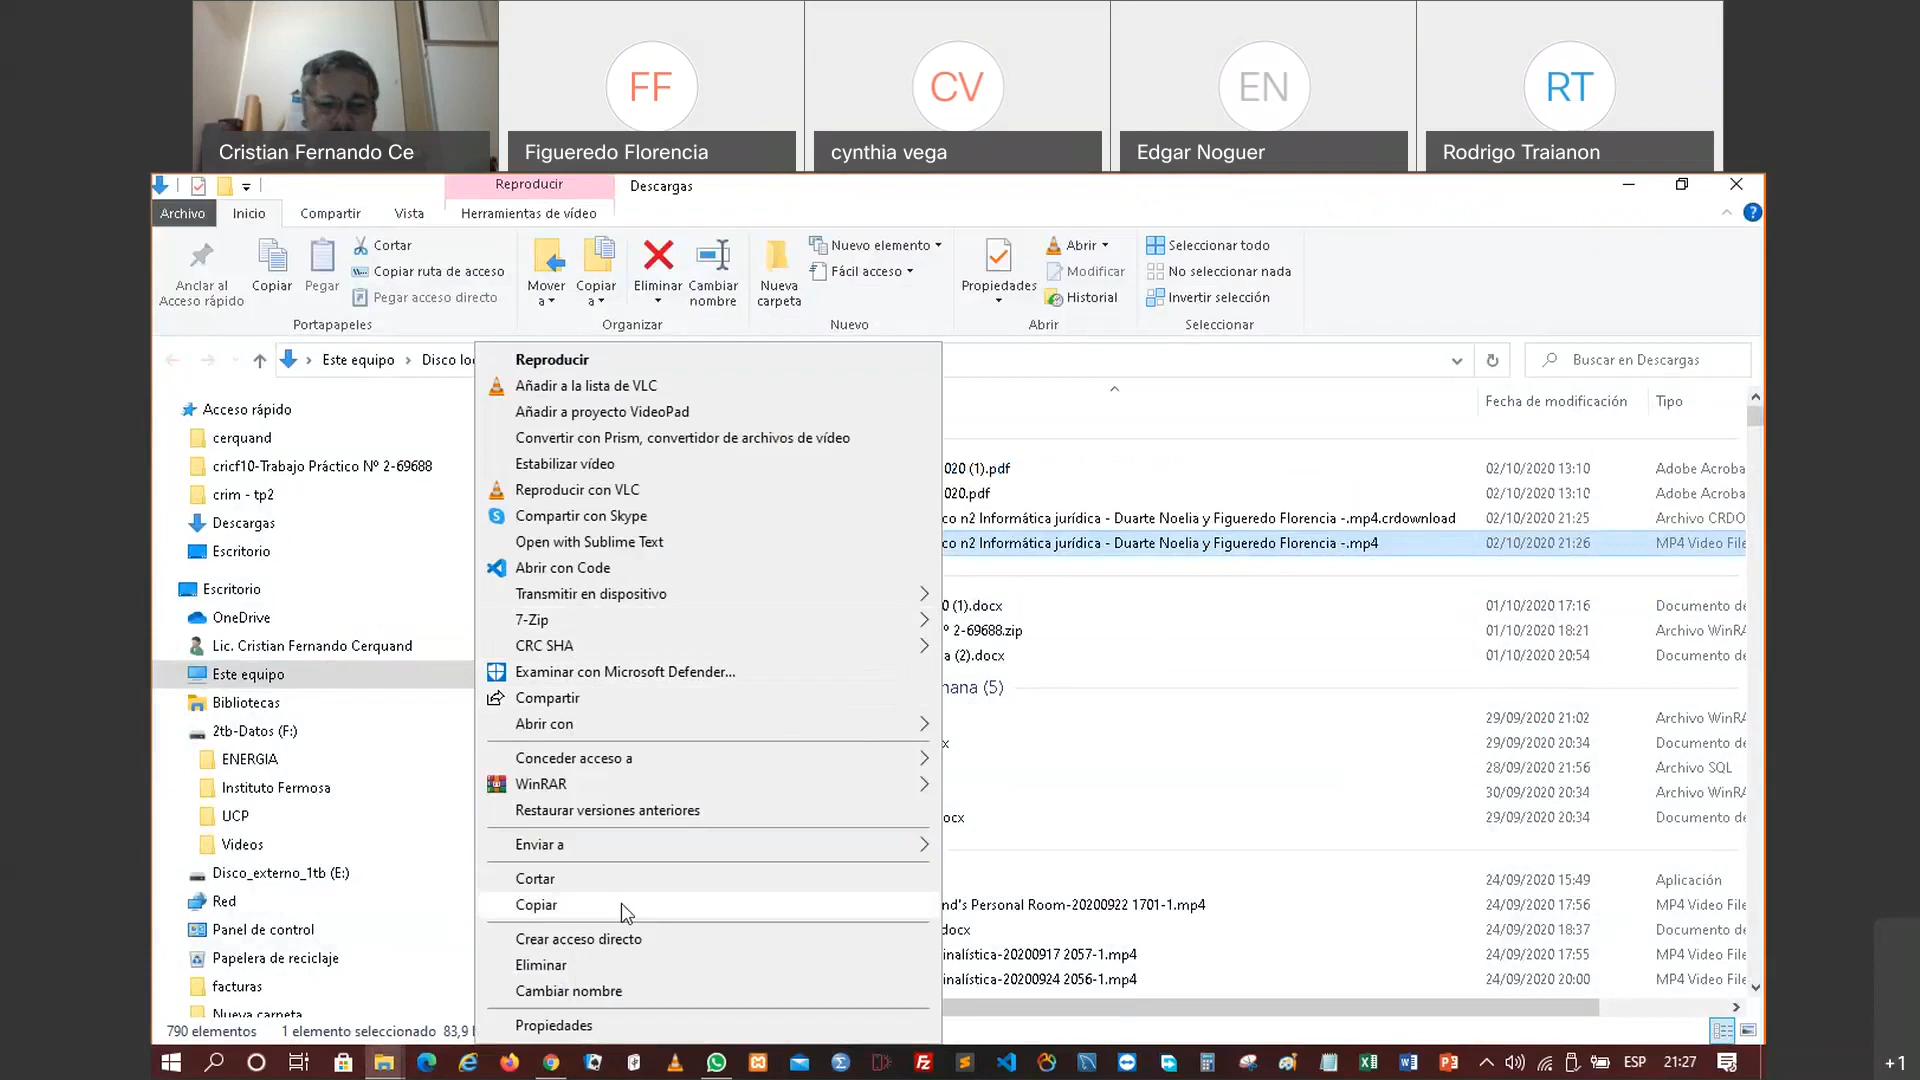 FF
CV
EN
RT
Cristian Fernando Ce
Figueredo Florencia
cynthia vega
Edgar Noguer
Rodrigo Traianon
Reproducir
Descargas
Archivo
Inicio
Compartir
Vista
Herramientas de vídeo
Anclar al
Acceso rápido
Copiar
Pegar
Cortar
Copiar ruta de acceso
Pegar acceso directo
Portapapeles
Mover
a
Copiar
a
Eliminar
Cambiar
nombre
Organizar
Nueva
carpeta
Nuevo elemento
Fácil acceso
Nuevo
Propiedades
Abrir
Modificar
Historial
Abrir
Seleccionar todo
No seleccionar nada
Invertir selección
Seleccionar
Este equipo
Disco loc
Buscar en Descargas
Acceso rápido
cerquand
cricf10-Trabajo Práctico Nº 2-69688
crim - tp2
Descargas
Escritorio
Escritorio
OneDrive
Lic. Cristian Fernando Cerquand
Este equipo
Bibliotecas
2tb-Datos (F:)
ENERGIA
Instituto Fermosa
UCP
Videos
Disco_externo_1tb (E:)
Red
Panel de control
Papelera de reciclaje
facturas
Nueva carpeta
790 elementos
1 elemento seleccionado 83,9
Reproducir
Añadir a la lista de VLC
Añadir a proyecto VideoPad
Convertir con Prism, convertidor de archivos de vídeo
Estabilizar vídeo
Reproducir con VLC
Compartir con Skype
Open with Sublime Text
Abrir con Code
Transmitir en dispositivo
7-Zip
CRC SHA
Examinar con Microsoft Defender...
Compartir
Abrir con
Conceder acceso a
WinRAR
Restaurar versiones anteriores
Enviar a
Cortar
Copiar
Crear acceso directo
Eliminar
Cambiar nombre
Propiedades
Fecha de modificación
Tipo
020 (1).pdf 02/10/2020 13:10 Adobe Acroba
020.pdf 02/10/2020 13:10 Adobe Acroba
co n2 Informática jurídica - Duarte Noelia y Figueredo Florencia -.mp4.crdownload 02/10/2020 21:25 Archivo CRDO
co n2 Informática jurídica - Duarte Noelia y Figueredo Florencia -.mp4 02/10/2020 21:26 MP4 Video File
0 (1).docx 01/10/2020 17:16 Documento de
º 2-69688.zip 01/10/2020 18:21 Archivo WinRA
a (2).docx 01/10/2020 20:54 Documento de
mana (5)
29/09/2020 21:02 Archivo WinRA
x 29/09/2020 20:34 Documento de
28/09/2020 21:56 Archivo SQL
30/09/2020 20:34 Archivo WinRA
ocx 29/09/2020 20:34 Documento de
24/09/2020 15:49 Aplicación
nd's Personal Room-20200922 1701-1.mp4 24/09/2020 16:05 MP4 Video File
docx 24/09/2020 18:37 Documento de
inalística-20200917 2057-1.mp4 24/09/2020 17:55 MP4 Video File
inalística-20200924 2056-1.mp4 24/09/2020 20:00 MP4 Video File
ESP
21:27
+1